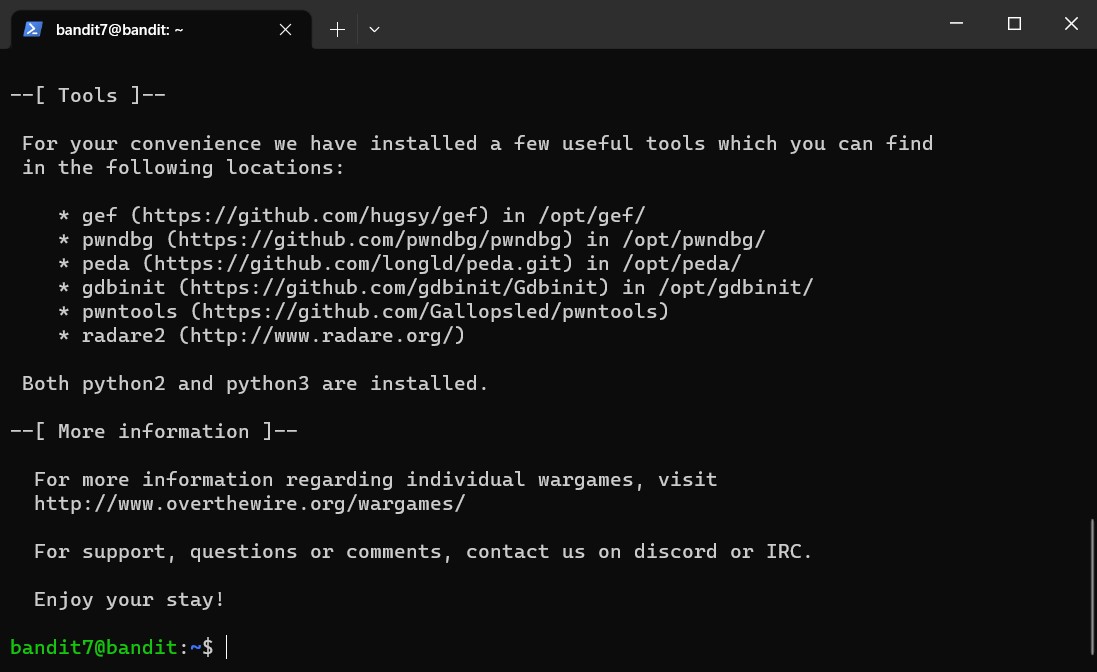 bandit7@bandit: ~
--[ Tools ]--
For your convenience we have installed a few useful tools which you can find
in the following locations:
* gef (https://github.com/hugsy/gef) in /opt/gef/
* pwndbg (https://github.com/pwndbg/pwndbg) in /opt/pwndbg/
* peda (https://github.com/longld/peda.git) in /opt/peda/
* gdbinit (https://github.com/gdbinit/Gdbinit) in /opt/gdbinit/
* pwntools (https://github.com/Gallopsled/pwntools)
* radare2 (http://www.radare.org/)
Both python2 and python3 are installed.
--[ More information ]--
For more information regarding individual wargames, visit
http://www.overthewire.org/wargames/
For support, questions or comments, contact us on discord or IRC.
Enjoy your stay!
bandit7@bandit:~$